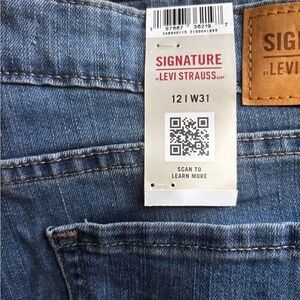 SIGNATURE
BY LEVI STRAUSS & CO.
12 | W31
SCAN TO
LEARN MORE
SIG
BY LEVI